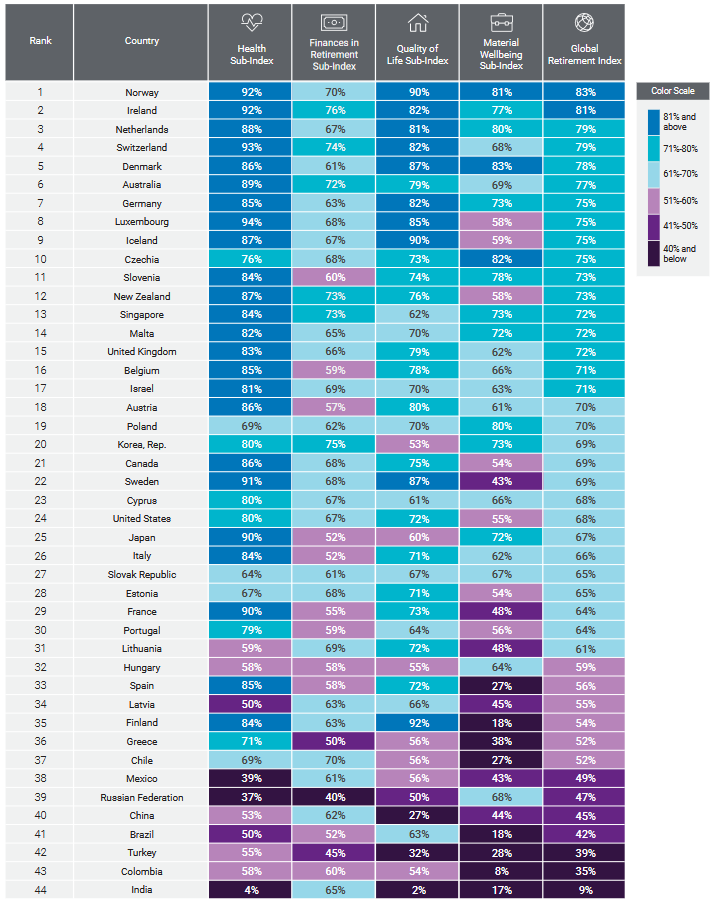 Rank Country Health Sub-Index Finances in Retirement Sub-Index Quality of Life Sub-Index Material Wellbeing Sub-Index Global Retirement Index
1 Norway 92% 70% 90% 81% 83%
2 Ireland 92% 76% 82% 77% 81%
3 Netherlands 88% 67% 81% 80% 79%
4 Switzerland 93% 74% 82% 68% 79%
5 Denmark 86% 61% 87% 83% 78%
6 Australia 89% 72% 79% 69% 77%
7 Germany 85% 63% 82% 73% 75%
8 Luxembourg 94% 68% 85% 58% 75%
9 Iceland 87% 67% 90% 59% 75%
10 Czechia 76% 68% 73% 82% 75%
11 Slovenia 84% 60% 74% 78% 73%
12 New Zealand 87% 73% 76% 58% 73%
13 Singapore 84% 73% 62% 73% 72%
14 Malta 82% 65% 70% 72% 72%
15 United Kingdom 83% 66% 79% 62% 72%
16 Belgium 85% 59% 78% 66% 71%
17 Israel 81% 69% 70% 63% 71%
18 Austria 86% 57% 80% 61% 70%
19 Poland 69% 62% 70% 80% 70%
20 Korea, Rep. 80% 75% 53% 73% 69%
21 Canada 86% 68% 75% 54% 69%
22 Sweden 91% 68% 87% 43% 69%
23 Cyprus 80% 67% 61% 66% 68%
24 United States 80% 67% 72% 55% 68%
25 Japan 90% 52% 60% 72% 67%
26 Italy 84% 52% 71% 62% 66%
27 Slovak Republic 64% 61% 67% 67% 65%
28 Estonia 67% 68% 71% 54% 65%
29 France 90% 55% 73% 48% 64%
30 Portugal 79% 59% 64% 56% 64%
31 Lithuania 59% 69% 72% 48% 61%
32 Hungary 58% 58% 55% 64% 59%
33 Spain 85% 58% 72% 27% 56%
34 Latvia 50% 63% 66% 45% 55%
35 Finland 84% 63% 92% 18% 54%
36 Greece 71% 50% 56% 38% 52%
37 Chile 69% 70% 56% 27% 52%
38 Mexico 39% 61% 56% 43% 49%
39 Russian Federation 37% 40% 50% 68% 47%
40 China 53% 62% 27% 44% 45%
41 Brazil 50% 52% 63% 18% 42%
42 Turkey 55% 45% 32% 28% 39%
43 Colombia 58% 60% 54% 8% 35%
44 India 4% 65% 2% 17% 9%
Color Scale
81% and
above
71%-80%
61%-70%
51%-60%
41%-50%
40% and
below